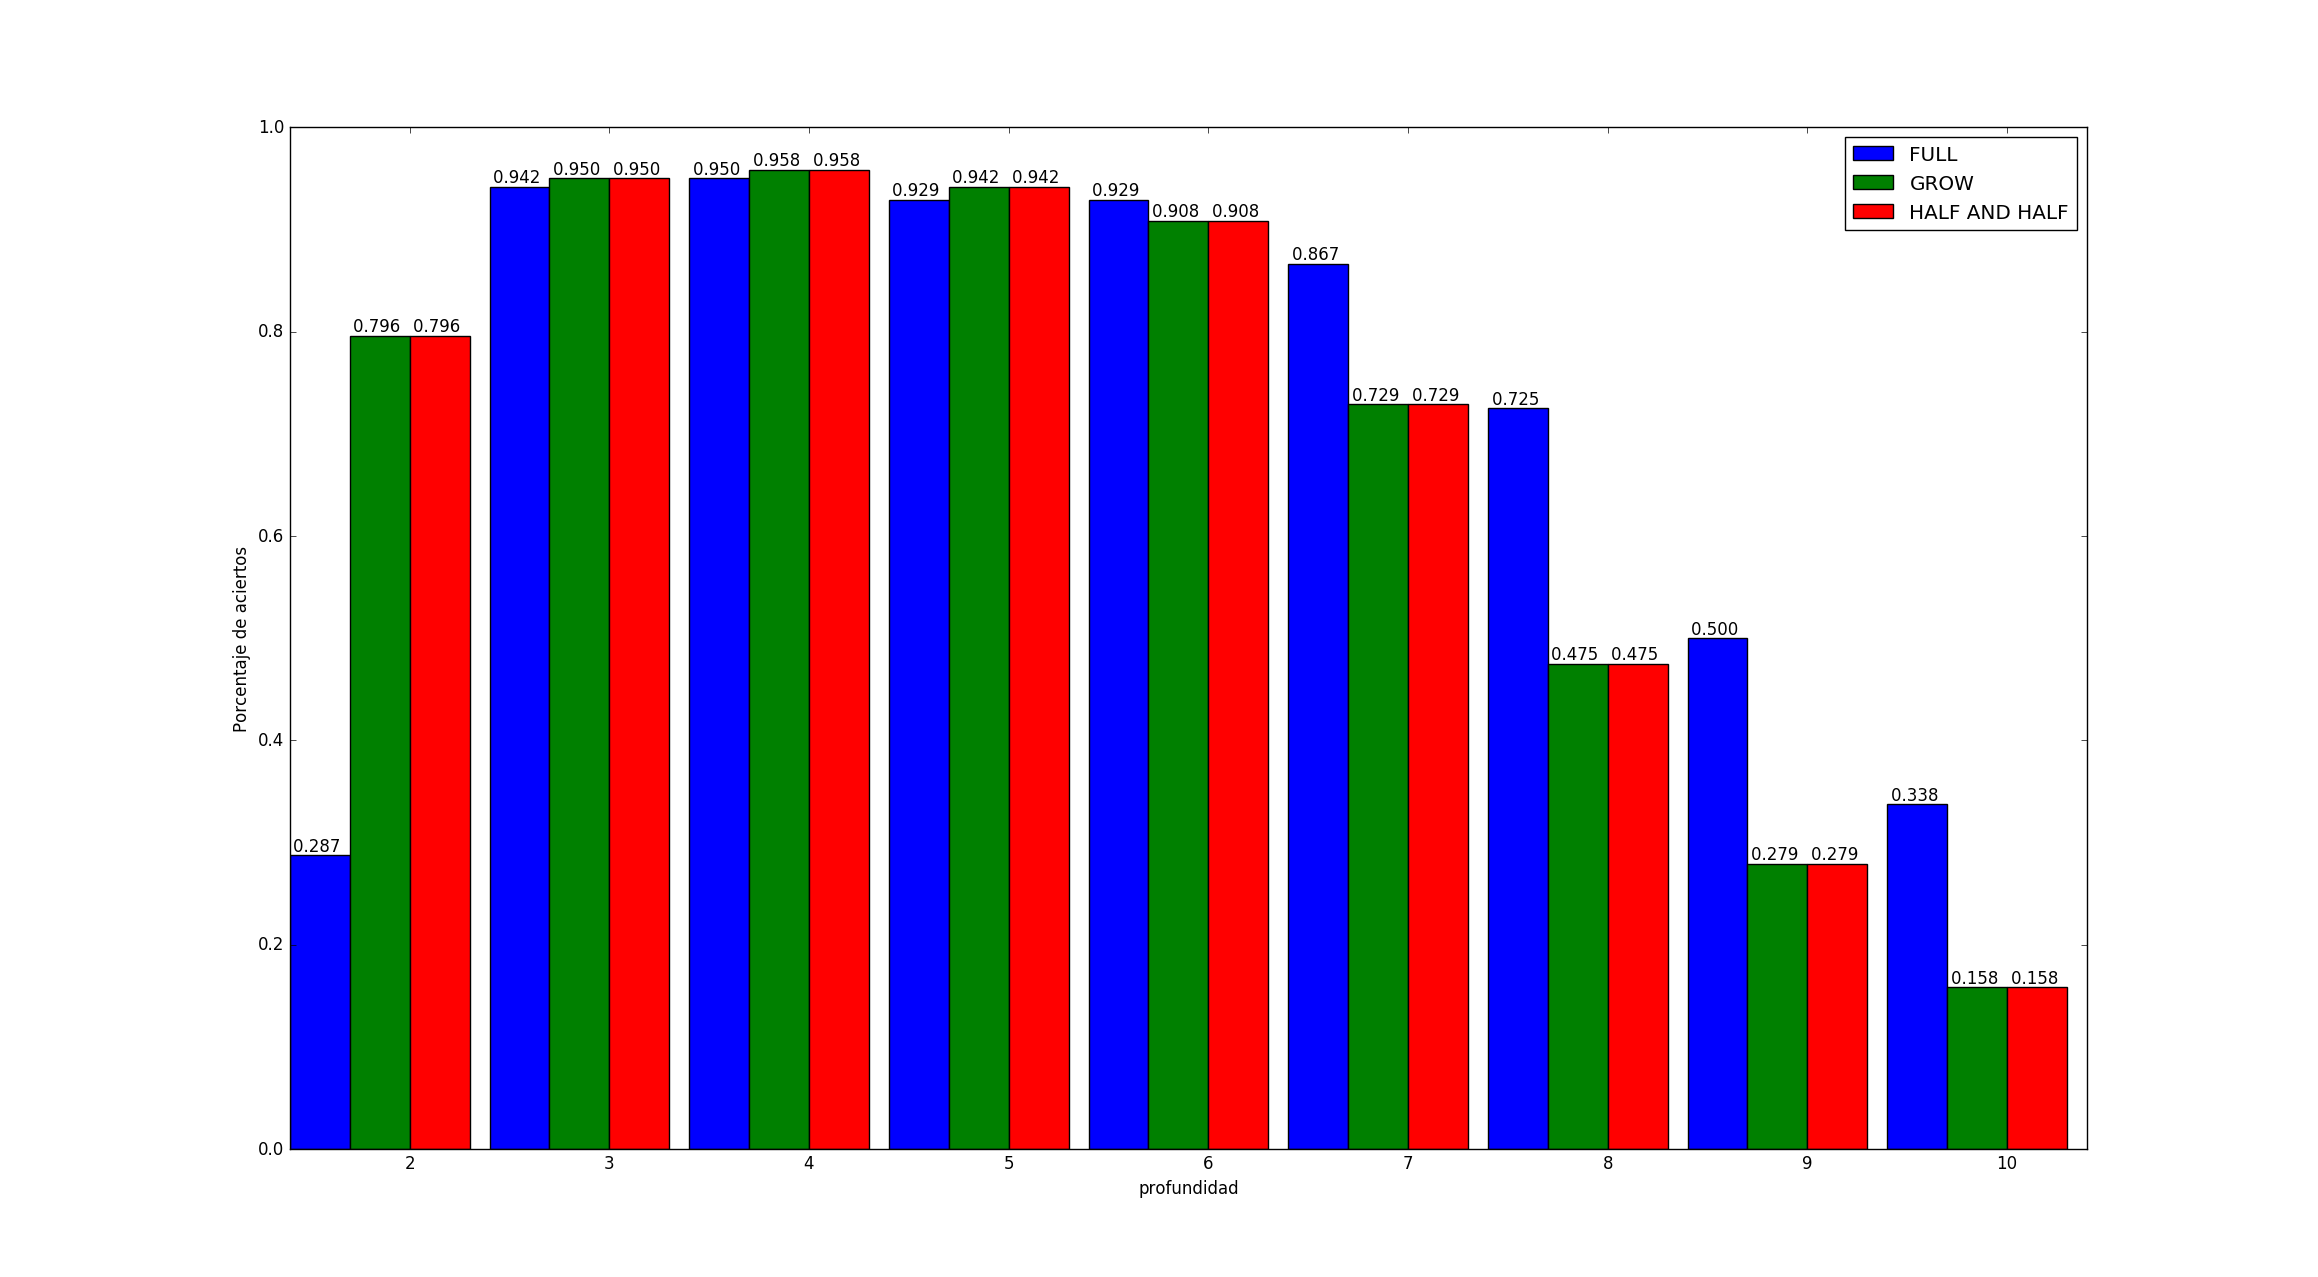 1.0
0.8
0.6
0.4
0.2
0.0
Porcentaje de aciertos
0.287 0.796 0.796
0.942 0.950 0.950
0.950 0.958 0.958
0.929 0.942 0.942
0.929 0.908 0.908
0.867 0.729 0.729
0.725 0.475 0.475
0.500 0.279 0.279
0.338 0.158 0.158
FULL
GROW
HALF AND HALF
2 3 4 5 6 7 8 9 10
profundidad